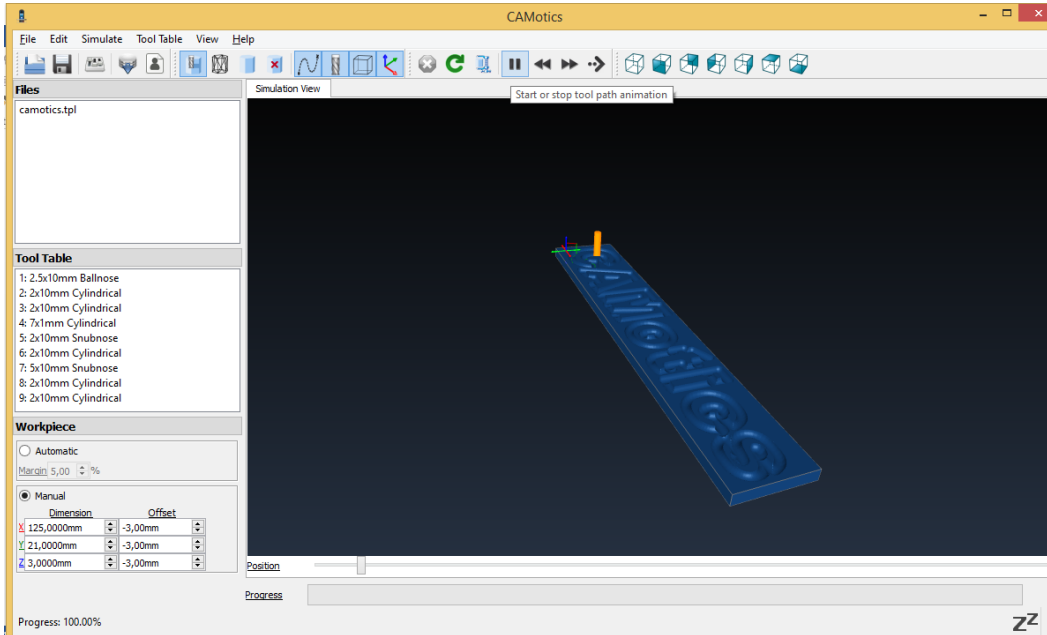 CAMotics
File Edit Simulate Tool Table View Help
Files
Simulation View
Start or stop tool path animation
camotics.tpl
Tool Table
1: 2.5x10mm Ballnose
2: 2x10mm Cylindrical
3: 2x10mm Cylindrical
4: 7x1mm Cylindrical
5: 2x10mm Snubnose
6: 2x10mm Cylindrical
7: 5x10mm Snubnose
8: 2x10mm Cylindrical
9: 2x10mm Cylindrical
CAMotics
Workpiece
Automatic
Margin 5,00 %
Manual
Dimension Offset
X 125,0000mm -3,00mm
Y 21,0000mm -3,00mm
Z 3,0000mm -3,00mm
Position
Progress
Progress: 100.00%
zZ